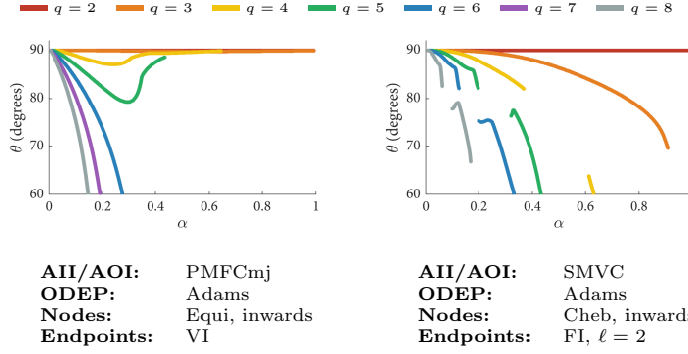 q = 2 q = 3 q = 4 q = 5 q = 6 q = 7 q = 8
90
80
70
60
θ (degrees)
0 0.2 0.4 0.6 0.8 1
α
90
80
70
60
θ (degrees)
0 0.2 0.4 0.6 0.8
α
AII/AOI: PMFCmj
ODEP: Adams
Nodes: Equi, inwards
Endpoints: VI
AII/AOI: SMVC
ODEP: Adams
Nodes: Cheb, inwards
Endpoints: FI, ℓ = 2